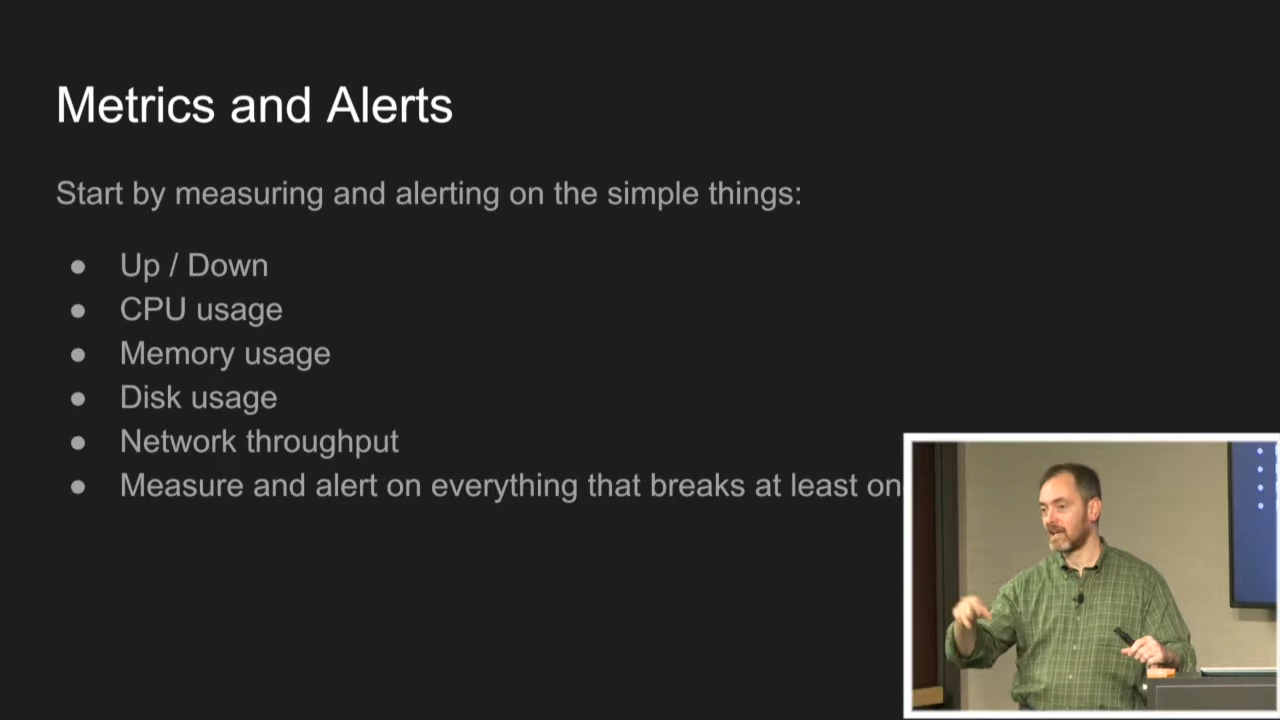 Metrics and Alerts
Start by measuring and alerting on the simple things:
● Up / Down
● CPU usage
● Memory usage
● Disk usage
● Network throughput
● Measure and alert on everything that breaks at least